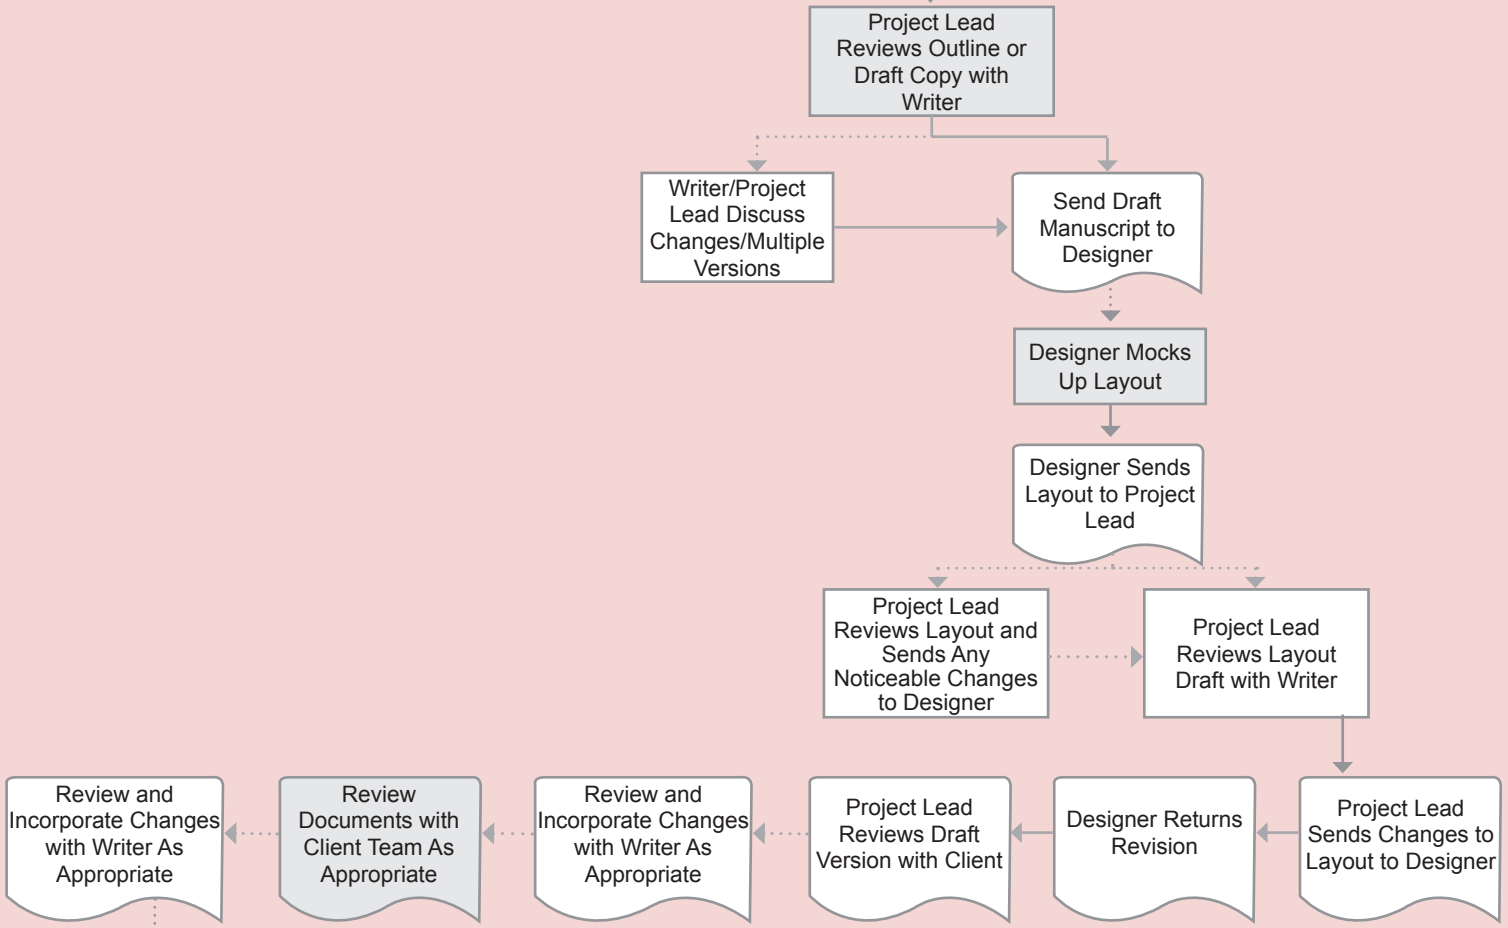 Project Lead
Reviews Outline or
Draft Copy with
Writer
Writer/Project
Lead Discuss
Changes/Multiple
Versions
Send Draft
Manuscript to
Designer
Designer Mocks
Up Layout
Designer Sends
Layout to Project
Lead
Project Lead
Reviews Layout and
Sends Any
Noticeable Changes
to Designer
Project Lead
Reviews Layout
Draft with Writer
Review and
Incorporate Changes
with Writer As
Appropriate
Review
Documents with
Client Team As
Appropriate
Review and
Incorporate Changes
with Writer As
Appropriate
Project Lead
Reviews Draft
Version with Client
Designer Returns
Revision
Project Lead
Sends Changes to
Layout to Designer